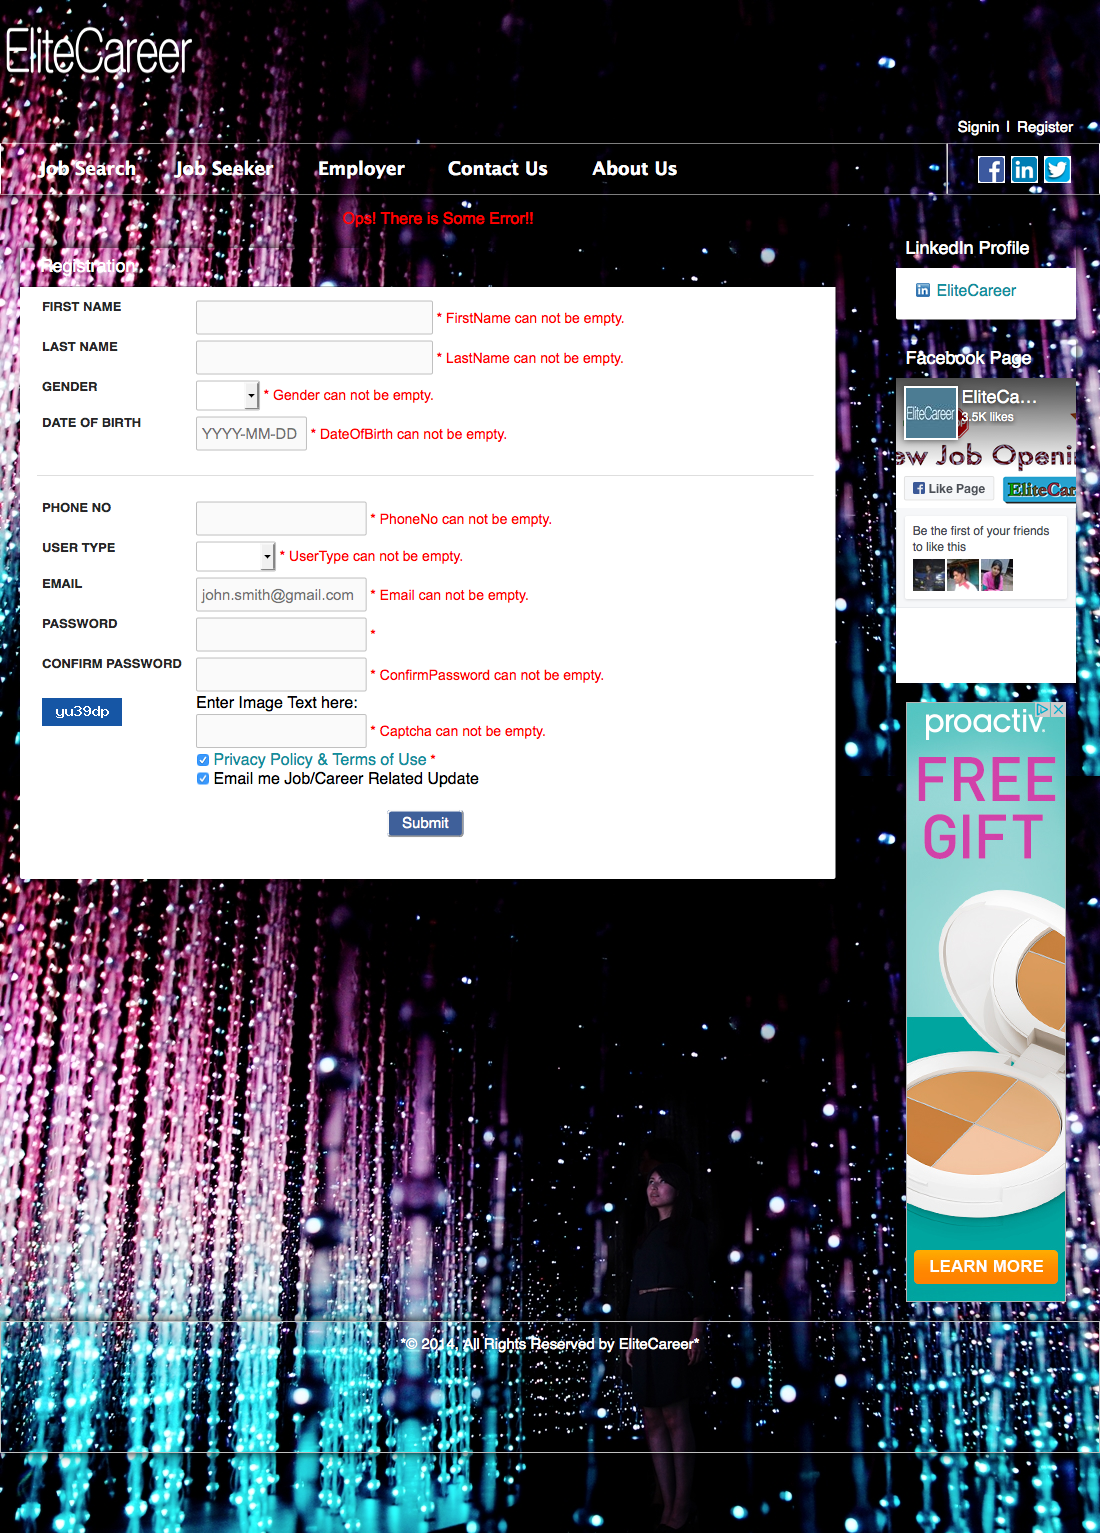 EliteCareer
Signin | Register
Job Search Job Seeker Employer Contact Us About Us
Ops! There is Some Error!!
Registration
FIRST NAME * FirstName can not be empty.
LAST NAME * LastName can not be empty.
GENDER * Gender can not be empty.
DATE OF BIRTH YYYY-MM-DD * DateOfBirth can not be empty.
PHONE NO * PhoneNo can not be empty.
USER TYPE * UserType can not be empty.
EMAIL john.smith@gmail.com * Email can not be empty.
PASSWORD *
CONFIRM PASSWORD * ConfirmPassword can not be empty.
yu39dp Enter Image Text here:
* Captcha can not be empty.
Privacy Policy & Terms of Use *
Email me Job/Career Related Update
Submit
LinkedIn Profile
EliteCareer
Facebook Page
EliteCareer
EliteCa...
3.5K likes
ew Job Openi
Like Page
EliteCar
Be the first of your friends
to like this
proactiv.
FREE
GIFT
LEARN MORE
*© 2014, All Rights Reserved by EliteCareer*